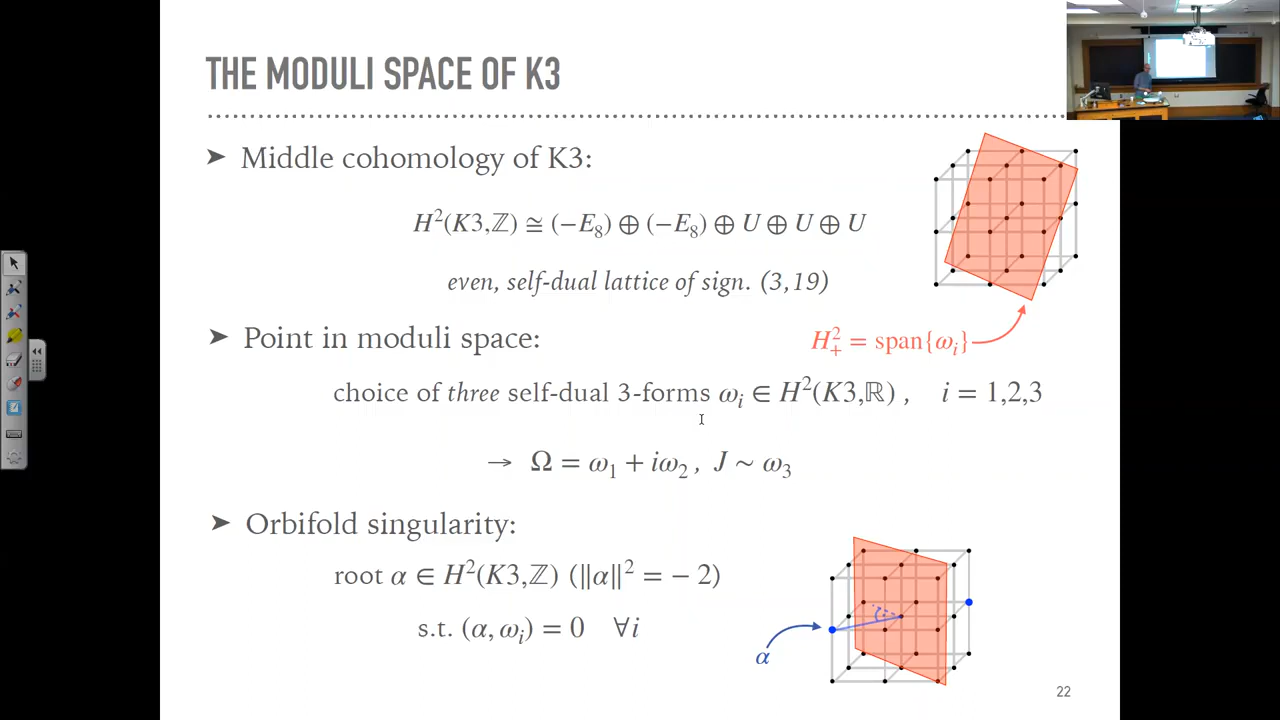 THE MODULI SPACE OF K3
➤ Middle cohomology of K3:
H²(K3,ℤ) ≅ (−E₈) ⊕ (−E₈) ⊕ U ⊕ U ⊕ U
even, self-dual lattice of sign. (3,19)
➤ Point in moduli space:
H²₊ = span{ωᵢ}
choice of three self-dual 3-forms ωᵢ ∈ H²(K3,ℝ) , i = 1,2,3
→ Ω = ω₁ + iω₂ , J ∼ ω₃
➤ Orbifold singularity:
root α ∈ H²(K3,ℤ) (‖α‖² = − 2)
s.t. (α, ωᵢ) = 0 ∀i
α
22